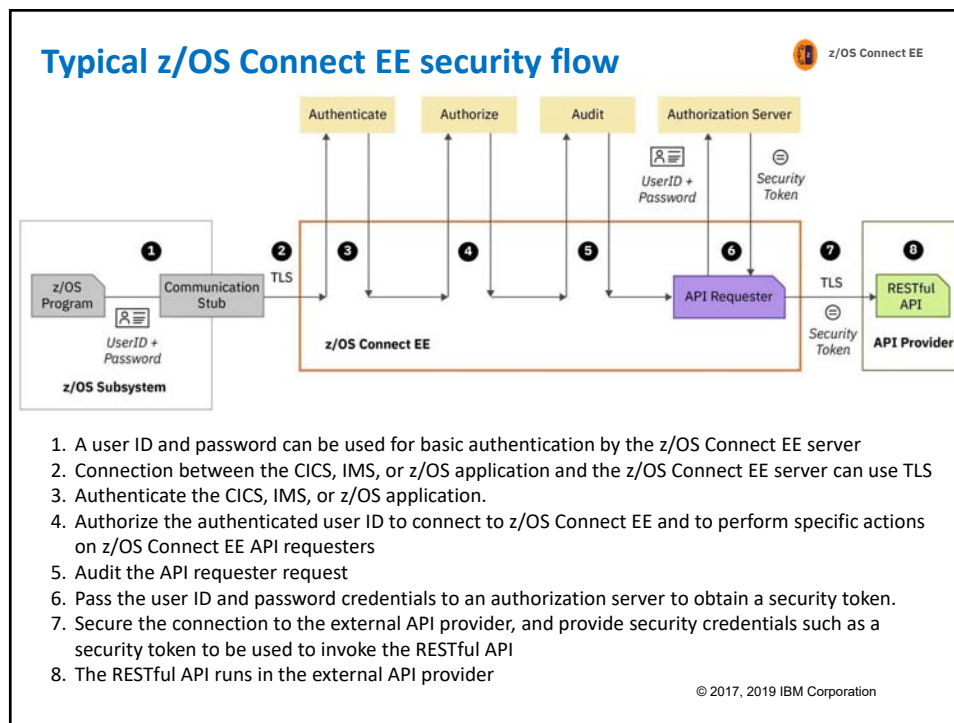 Typical z/OS Connect EE security flow
z/OS Connect EE
Authenticate
Authorize
Audit
Authorization Server
UserID +
Password
Security
Token
1
2
3
4
5
6
7
8
TLS
z/OS
Program
Communication
Stub
API Requester
TLS
RESTful
API
UserID +
Password
z/OS Connect EE
Security
Token
API Provider
z/OS Subsystem
1. A user ID and password can be used for basic authentication by the z/OS Connect EE server
2. Connection between the CICS, IMS, or z/OS application and the z/OS Connect EE server can use TLS
3. Authenticate the CICS, IMS, or z/OS application.
4. Authorize the authenticated user ID to connect to z/OS Connect EE and to perform specific actions
on z/OS Connect EE API requesters
5. Audit the API requester request
6. Pass the user ID and password credentials to an authorization server to obtain a security token.
7. Secure the connection to the external API provider, and provide security credentials such as a
security token to be used to invoke the RESTful API
8. The RESTful API runs in the external API provider
© 2017, 2019 IBM Corporation